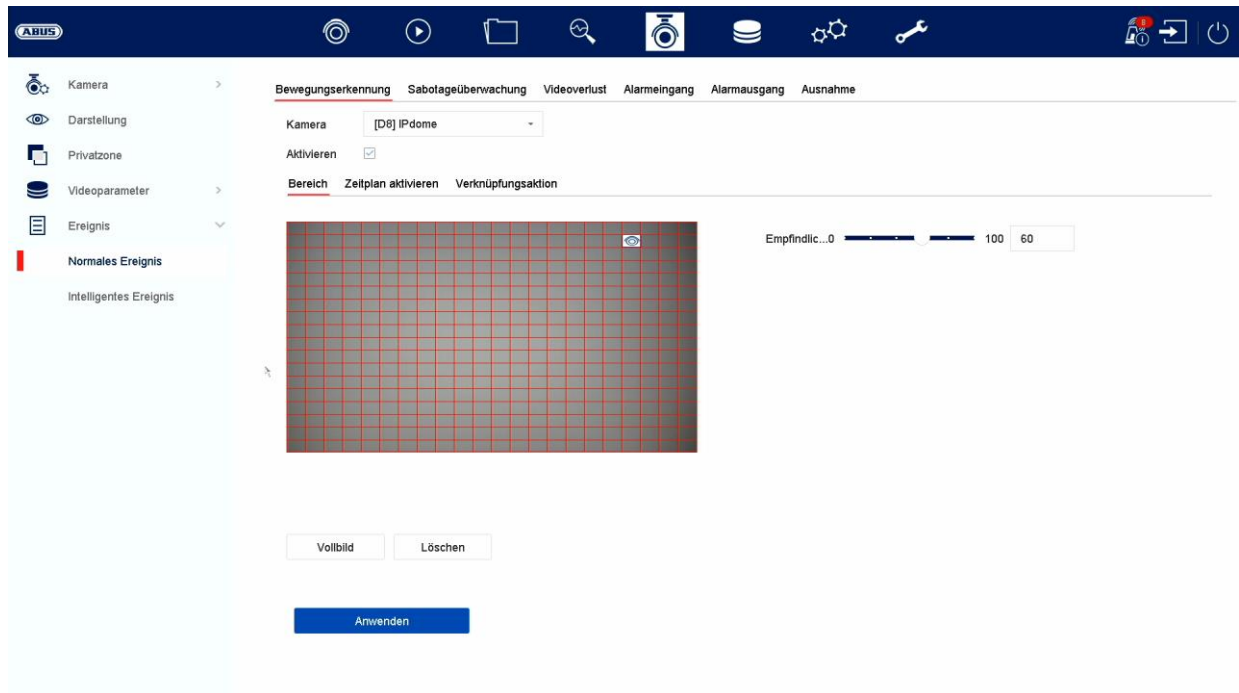 ABUS
8
Kamera
Darstellung
Privatzone
Videoparameter
Ereignis
Normales Ereignis
Intelligentes Ereignis
Bewegungserkennung Sabotageüberwachung Videoverlust Alarmeingang Alarmausgang Ausnahme
Kamera [D8] IPdome
Aktivieren
Bereich Zeitplan aktivieren Verknüpfungsaktion
Empfindlic...0 100 60
Vollbild Löschen
Anwenden